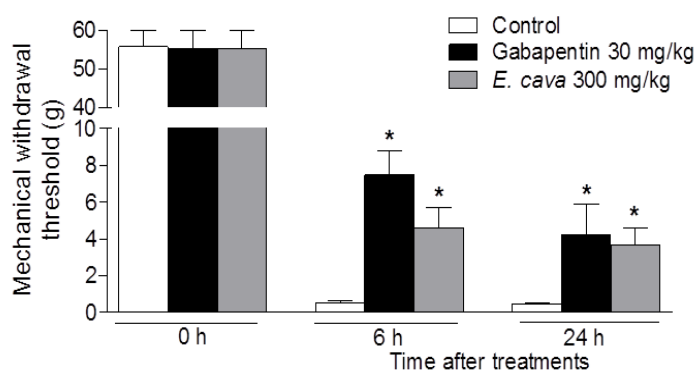 Control
Gabapentin 30 mg/kg
E. cava 300 mg/kg
Mechanical withdrawal
threshold (g)
60
50
40
10
8
6
4
2
0
* * * *
0 h 6 h 24 h
Time after treatments